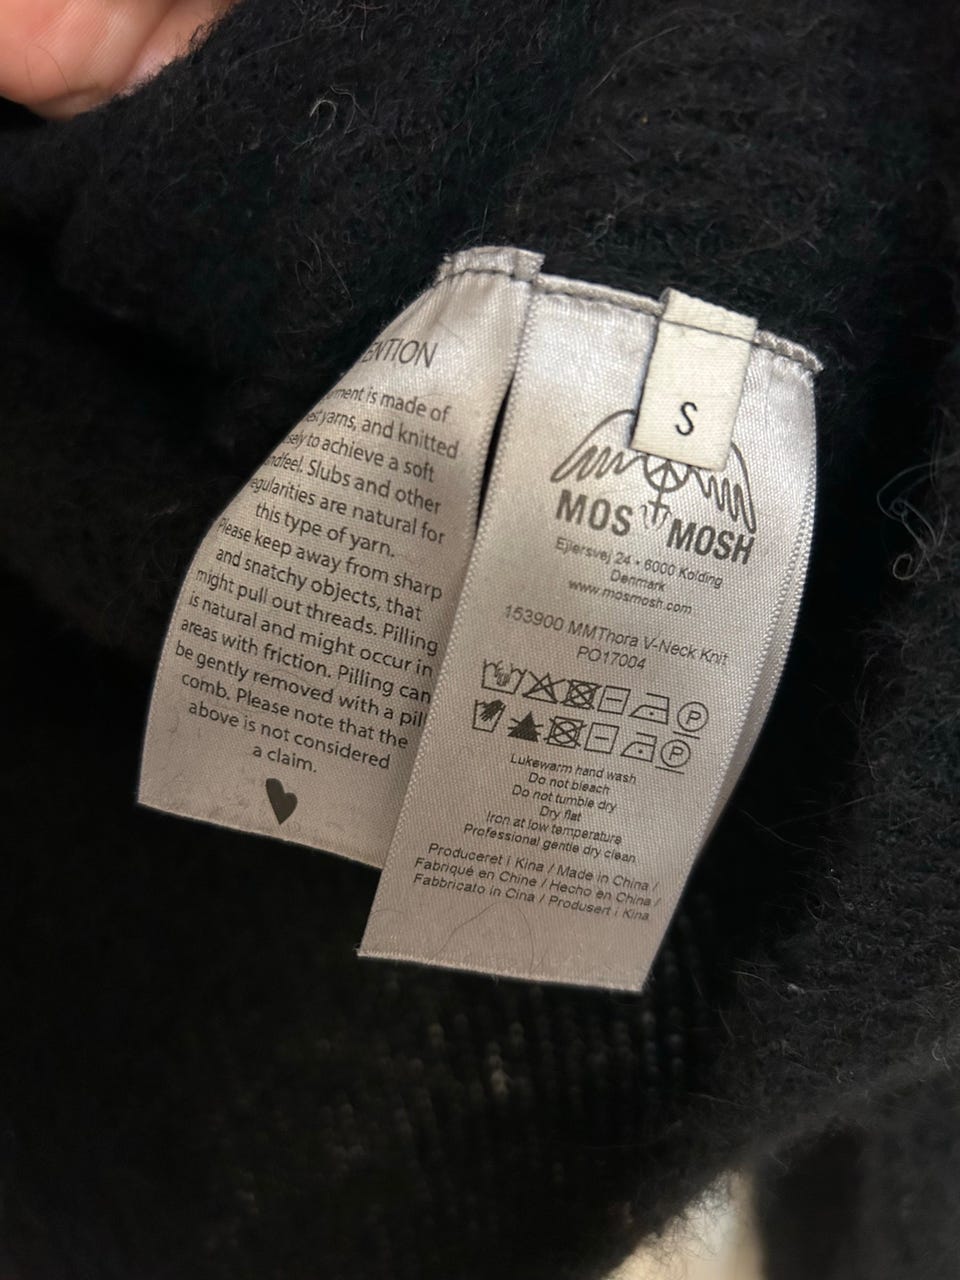 ENTION
ment is made of
est yarns, and knitted
sely to achieve a soft
ndfeel. Slubs and other
egularities are natural for
this type of yarn.
Please keep away from sharp
and snatchy objects, that
might pull out threads. Pilling
is natural and might occur in
areas with friction. Pilling can
be gently removed with a pill
comb. Please note that the
above is not considered
a claim.
S
MOS MOSH
Ejlersvej 24 • 6000 Kolding
Denmark
www.mosmosh.com
153900 MMThora V-Neck Knit
PO17004
P
P
Lukewarm hand wash
Do not bleach
Do not tumble dry
Dry flat
Iron at low temperature
Professional gentle dry clean
Produceret i Kina / Made in China /
Fabriqué en Chine / Hecho en China /
Fabbricato in Cina / Produsert i Kina